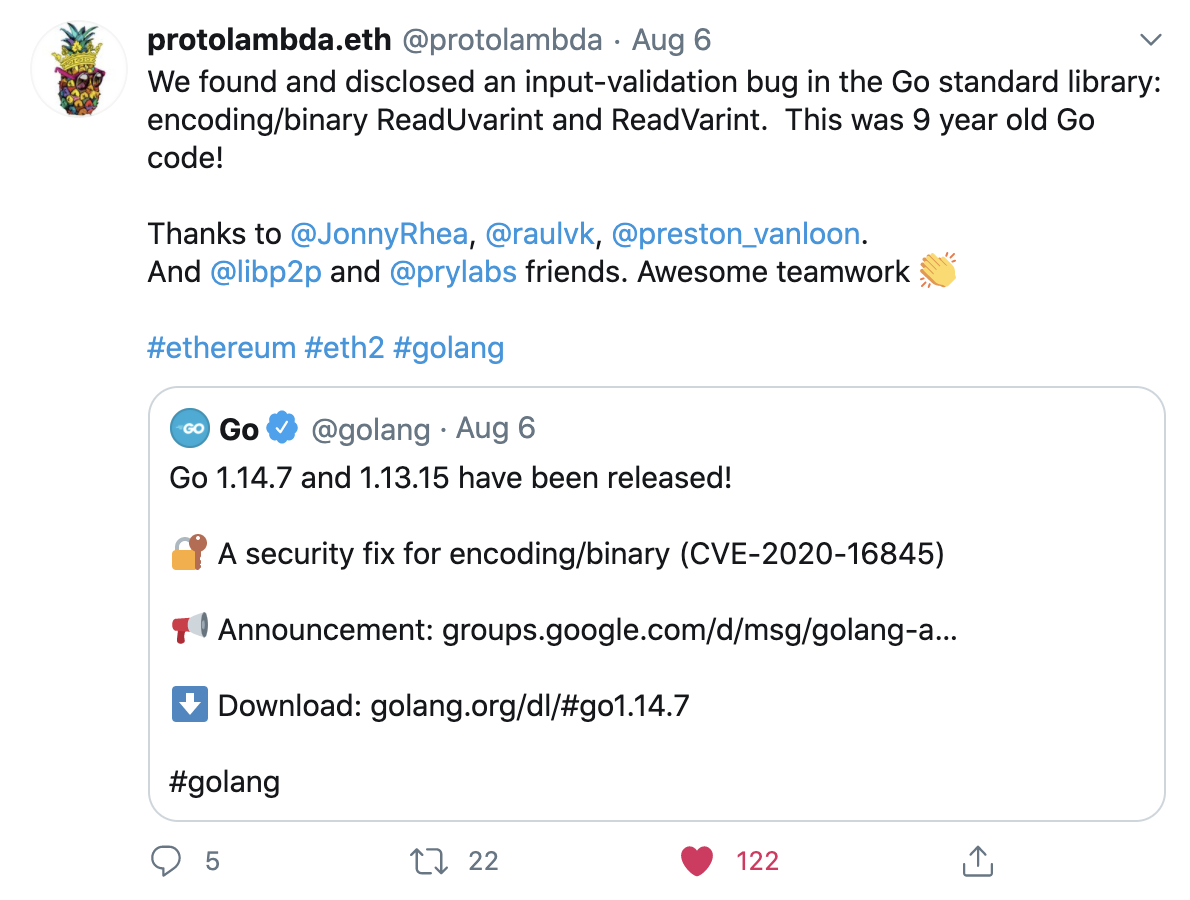 protolambda.eth @protolambda · Aug 6
We found and disclosed an input-validation bug in the Go standard library:
encoding/binary ReadUvarint and ReadVarint.  This was 9 year old Go
code!
Thanks to @JonnyRhea, @raulvk, @preston_vanloon.
And @libp2p and @prylabs friends. Awesome teamwork 👏
#ethereum #eth2 #golang
GO Go @golang · Aug 6
Go 1.14.7 and 1.13.15 have been released!
🔐 A security fix for encoding/binary (CVE-2020-16845)
📢 Announcement: groups.google.com/d/msg/golang-a…
⬇️ Download: golang.org/dl/#go1.14.7
#golang
5 22 122